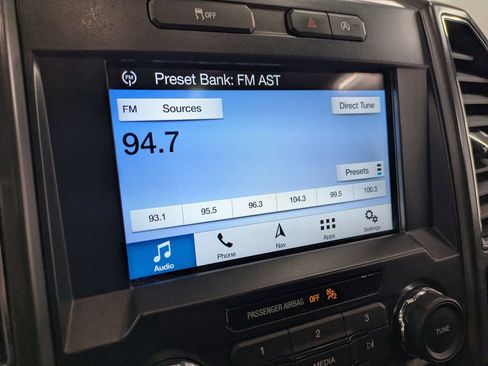 OFF
FM Preset Bank: FM AST
FM Sources Direct Tune
94.7
Presets
93.1 95.5 96.3 104.3 99.5 100.3
Audio Phone Nav Apps Settings
PASSENGER AIRBAG OFF
1 2 3
MEDIA
TUNE